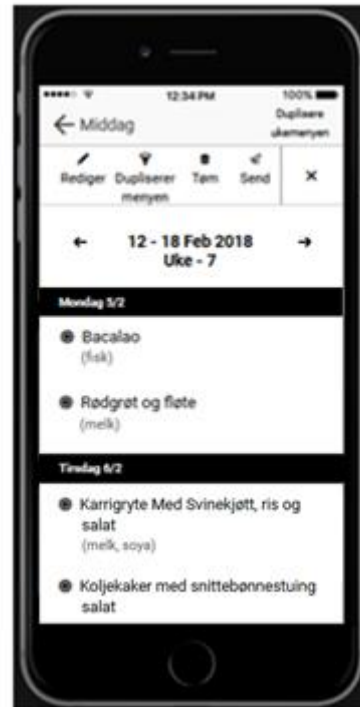 12:34 PM 100%
← Middag Duplisere
ukemenyen
Rediger Dupliserer Tøm Send ×
menyen
← 12 - 18 Feb 2018 →
Uke - 7
Mondag 5/2
Bacalao
(fisk)
Rødgrøt og fløte
(melk)
Tirsdag 6/2
Karrigryte Med Svinekjøtt, ris og
salat
(melk, soya)
Koljekaker med snittebønnestuing
salat